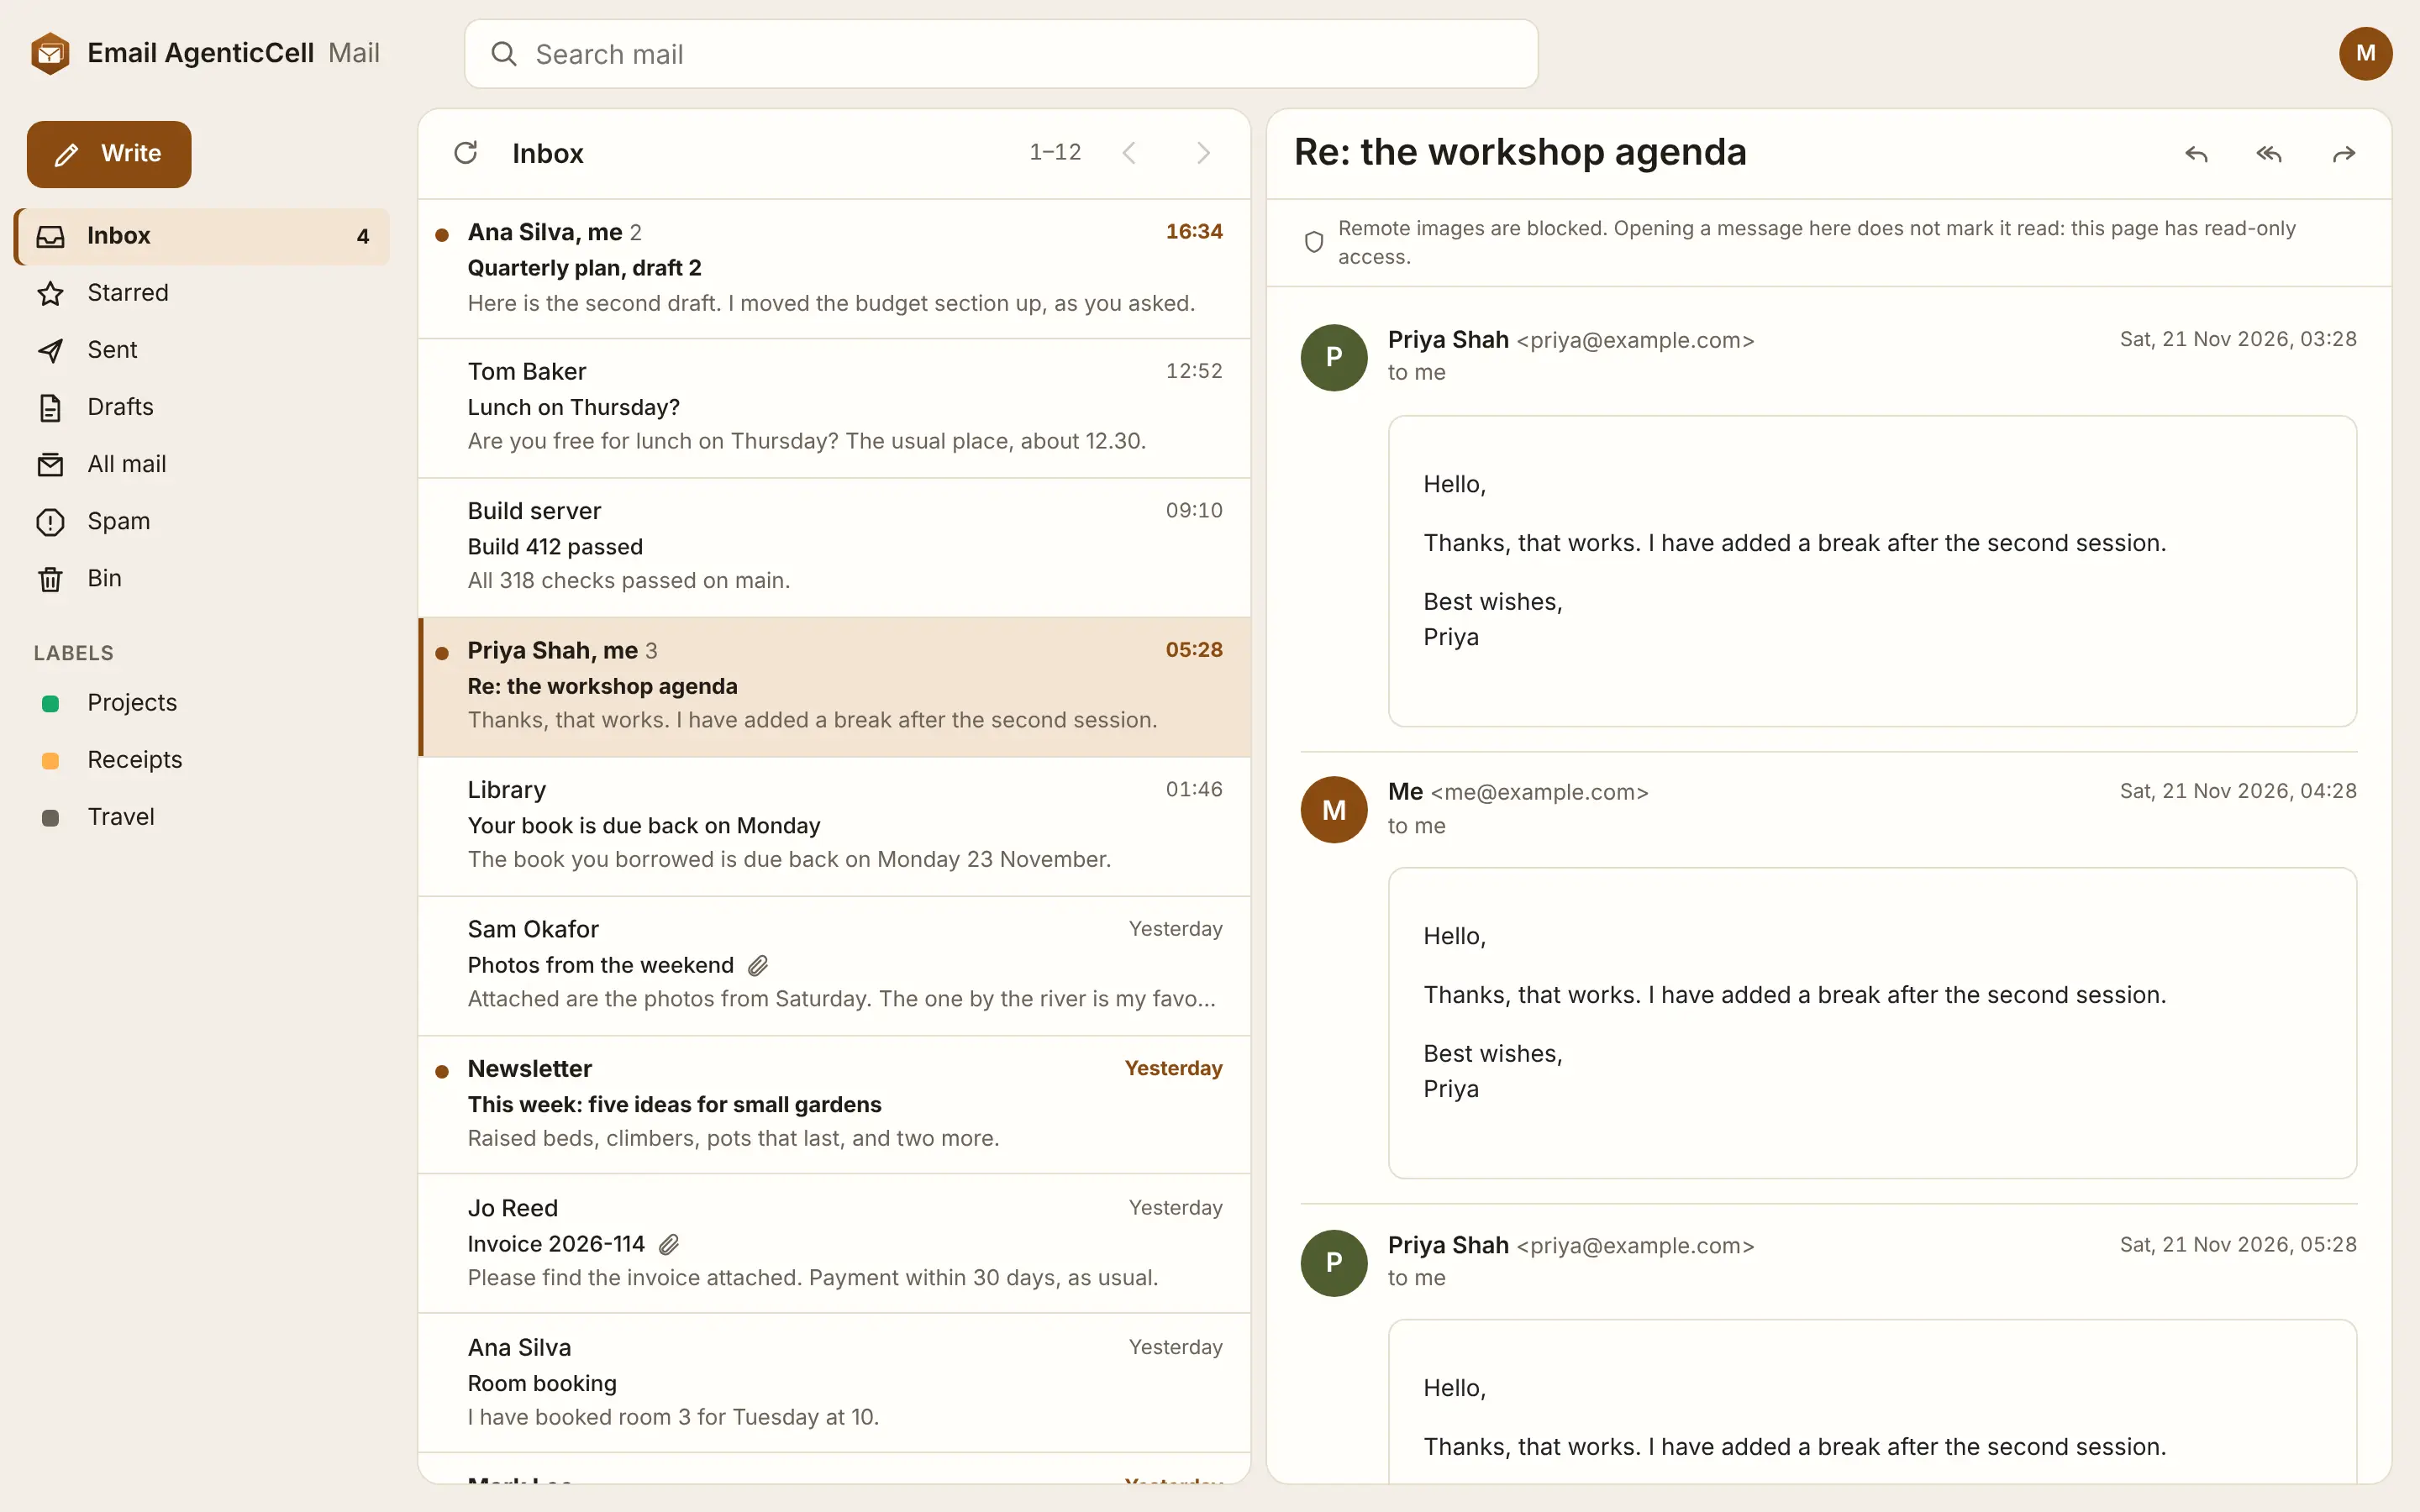 Email AgenticCell Mail
Search mail
M
Write
Inbox 4
Starred
Sent
Drafts
All mail
Spam
Bin
LABELS
Projects
Receipts
Travel
Inbox 1–12
Ana Silva, me 2 16:34
Quarterly plan, draft 2
Here is the second draft. I moved the budget section up, as you asked.
Tom Baker 12:52
Lunch on Thursday?
Are you free for lunch on Thursday? The usual place, about 12.30.
Build server 09:10
Build 412 passed
All 318 checks passed on main.
Priya Shah, me 3 05:28
Re: the workshop agenda
Thanks, that works. I have added a break after the second session.
Library 01:46
Your book is due back on Monday
The book you borrowed is due back on Monday 23 November.
Sam Okafor Yesterday
Photos from the weekend
Attached are the photos from Saturday. The one by the river is my favo...
Newsletter Yesterday
This week: five ideas for small gardens
Raised beds, climbers, pots that last, and two more.
Jo Reed Yesterday
Invoice 2026-114
Please find the invoice attached. Payment within 30 days, as usual.
Ana Silva Yesterday
Room booking
I have booked room 3 for Tuesday at 10.
Re: the workshop agenda
Remote images are blocked. Opening a message here does not mark it read: this page has read-only
access.
P
Priya Shah <priya@example.com> Sat, 21 Nov 2026, 03:28
to me
Hello,
Thanks, that works. I have added a break after the second session.
Best wishes,
Priya
M
Me <me@example.com> Sat, 21 Nov 2026, 04:28
to me
Hello,
Thanks, that works. I have added a break after the second session.
Best wishes,
Priya
P
Priya Shah <priya@example.com> Sat, 21 Nov 2026, 05:28
to me
Hello,
Thanks, that works. I have added a break after the second session.